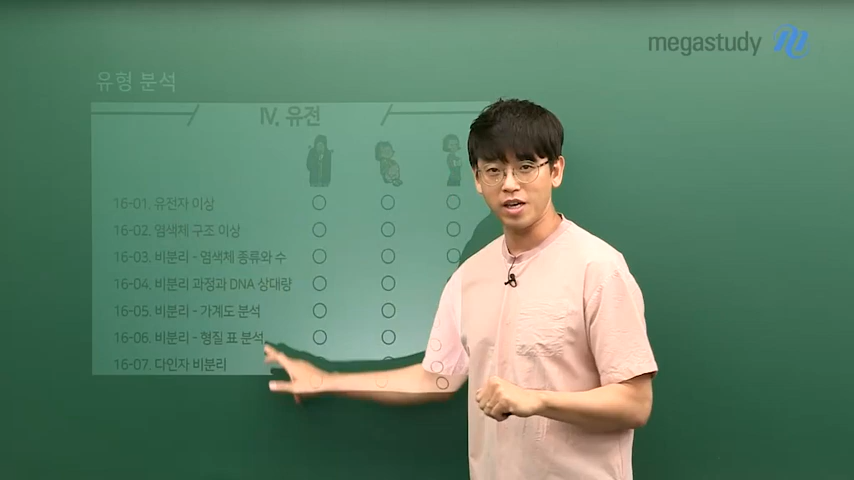 megastudy
유형 분석
Ⅳ. 유전
16-01. 유전자 이상
16-02. 염색체 구조 이상
16-03. 비분리 - 염색체 종류와 수
16-04. 비분리 과정과 DNA 상대량
16-05. 비분리 - 가계도 분석
16-06. 비분리 - 형질 표 분석
16-07. 다인자 비분리